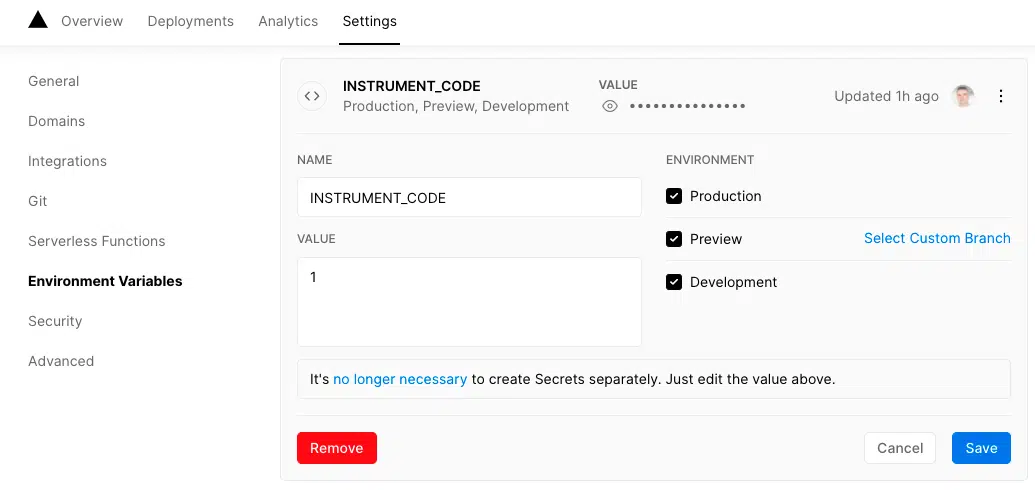 Overview Deployments Analytics Settings
General
Domains
Integrations
Git
Serverless Functions
Environment Variables
Security
Advanced
INSTRUMENT_CODE
Production, Preview, Development
VALUE
•••••••••••••••
Updated 1h ago
NAME
INSTRUMENT_CODE
VALUE
1
ENVIRONMENT
Production
Preview Select Custom Branch
Development
It's no longer necessary to create Secrets separately. Just edit the value above.
Remove Cancel Save